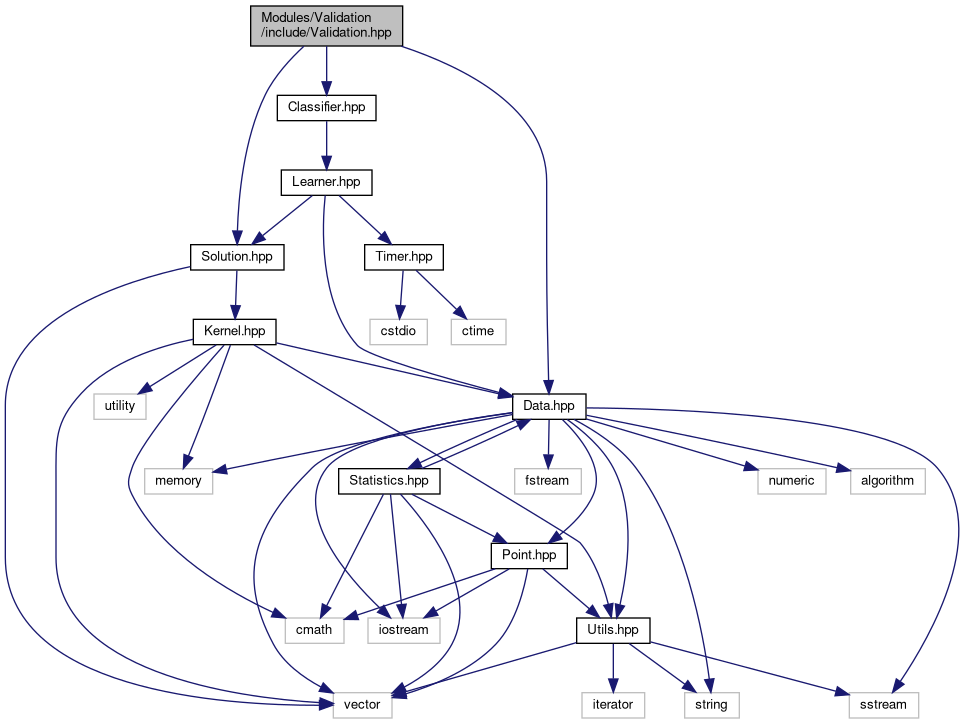 Modules/Validation
/include/Validation.hpp
Classifier.hpp
Learner.hpp
Solution.hpp
Timer.hpp
Kernel.hpp
cstdio
ctime
utility
Data.hpp
memory
Statistics.hpp
fstream
numeric
algorithm
Point.hpp
cmath
iostream
Utils.hpp
vector
iterator
string
sstream